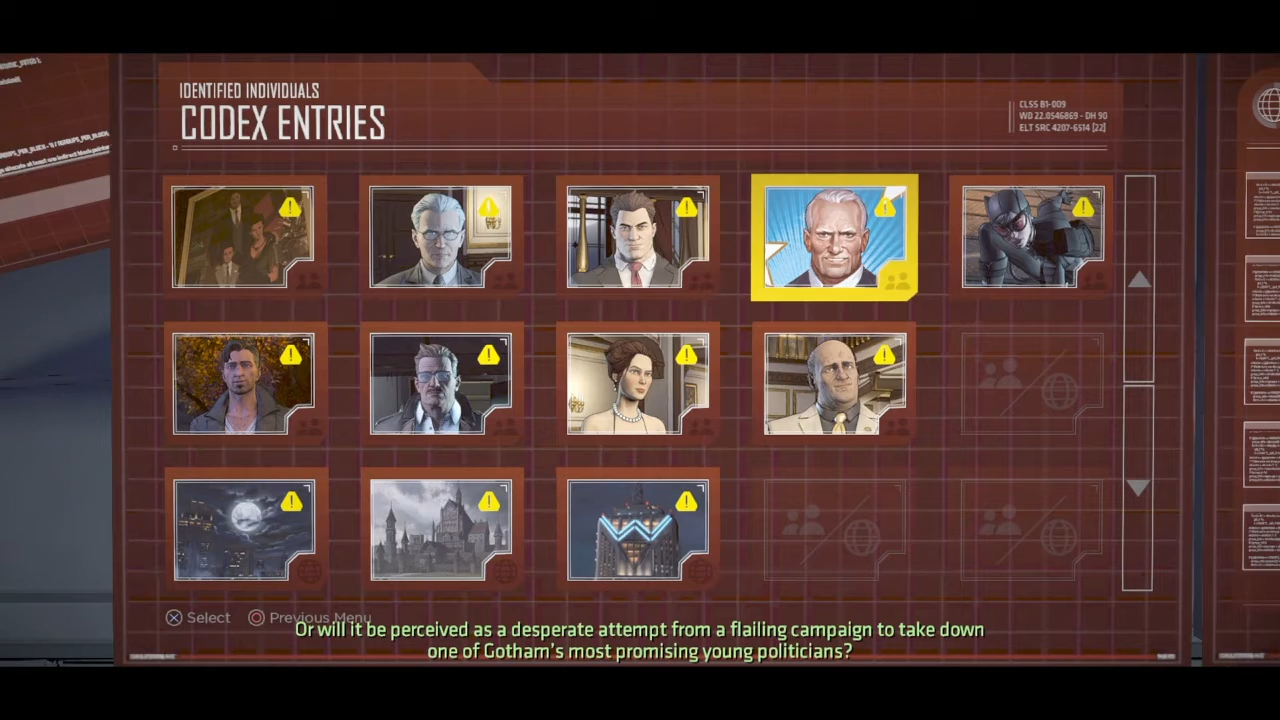 IDENTIFIED INDIVIDUALS
CODEX ENTRIES
CLSS B1-009
WD 22.0546869 - DH 90
ELT SRC 4207-6514 [22]
Select
Previous Menu
Or will it be perceived as a desperate attempt from a flailing campaign to take down
one of Gotham's most promising young politicians?